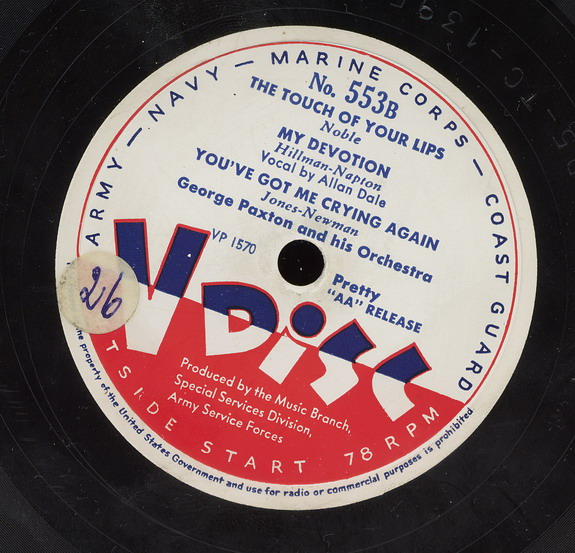 ARMY — NAVY — MARINE CORPS — COAST GUARD
No. 553B
THE TOUCH OF YOUR LIPS
Noble
MY DEVOTION
Hillman-Napton
Vocal by Allan Dale
YOU'VE GOT ME CRYING AGAIN
Jones-Newman
George Paxton and his Orchestra
VP 1570
Pretty
"AA" RELEASE
26
V DISC
Produced by the Music Branch,
Special Services Division,
Army Service Forces
TSIDE START 78 RPM
he property of the United States Government and use for radio or commercial purposes is prohibited